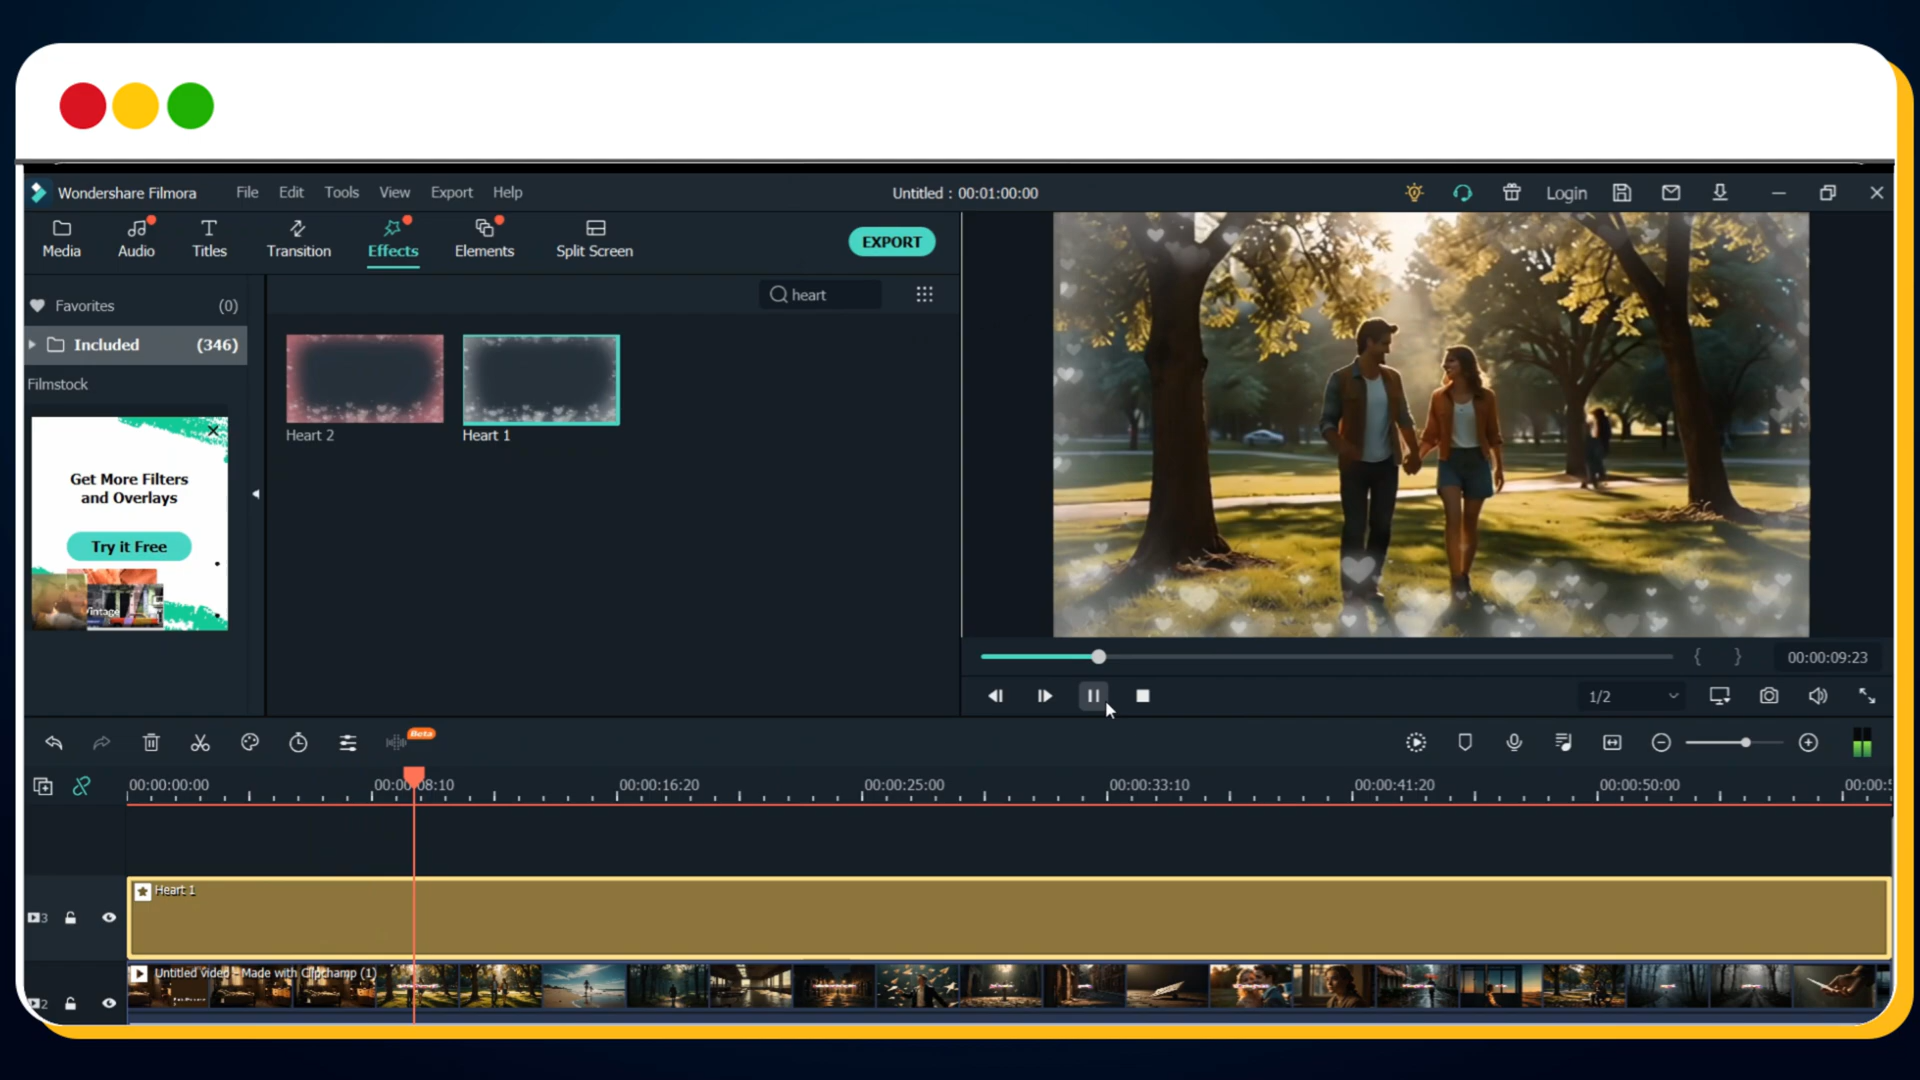 Wondershare Filmora File Edit Tools View Export Help Untitled : 00:01:00:00 Login
Media Audio Titles Transition Effects Elements Split Screen EXPORT
Favorites (0)
heart
Included (346)
Filmstock
Heart 2 Heart 1
Get More Filters
and Overlays
Try it Free
Vintage
00:00:09:23
1/2
Beta
00:00:00:00 00:00:08:10 00:00:16:20 00:00:25:00 00:00:33:10 00:00:41:20 00:00:50:00 00:00:5
Heart 1
3
Untitled video - Made with Clipchamp (1)
2